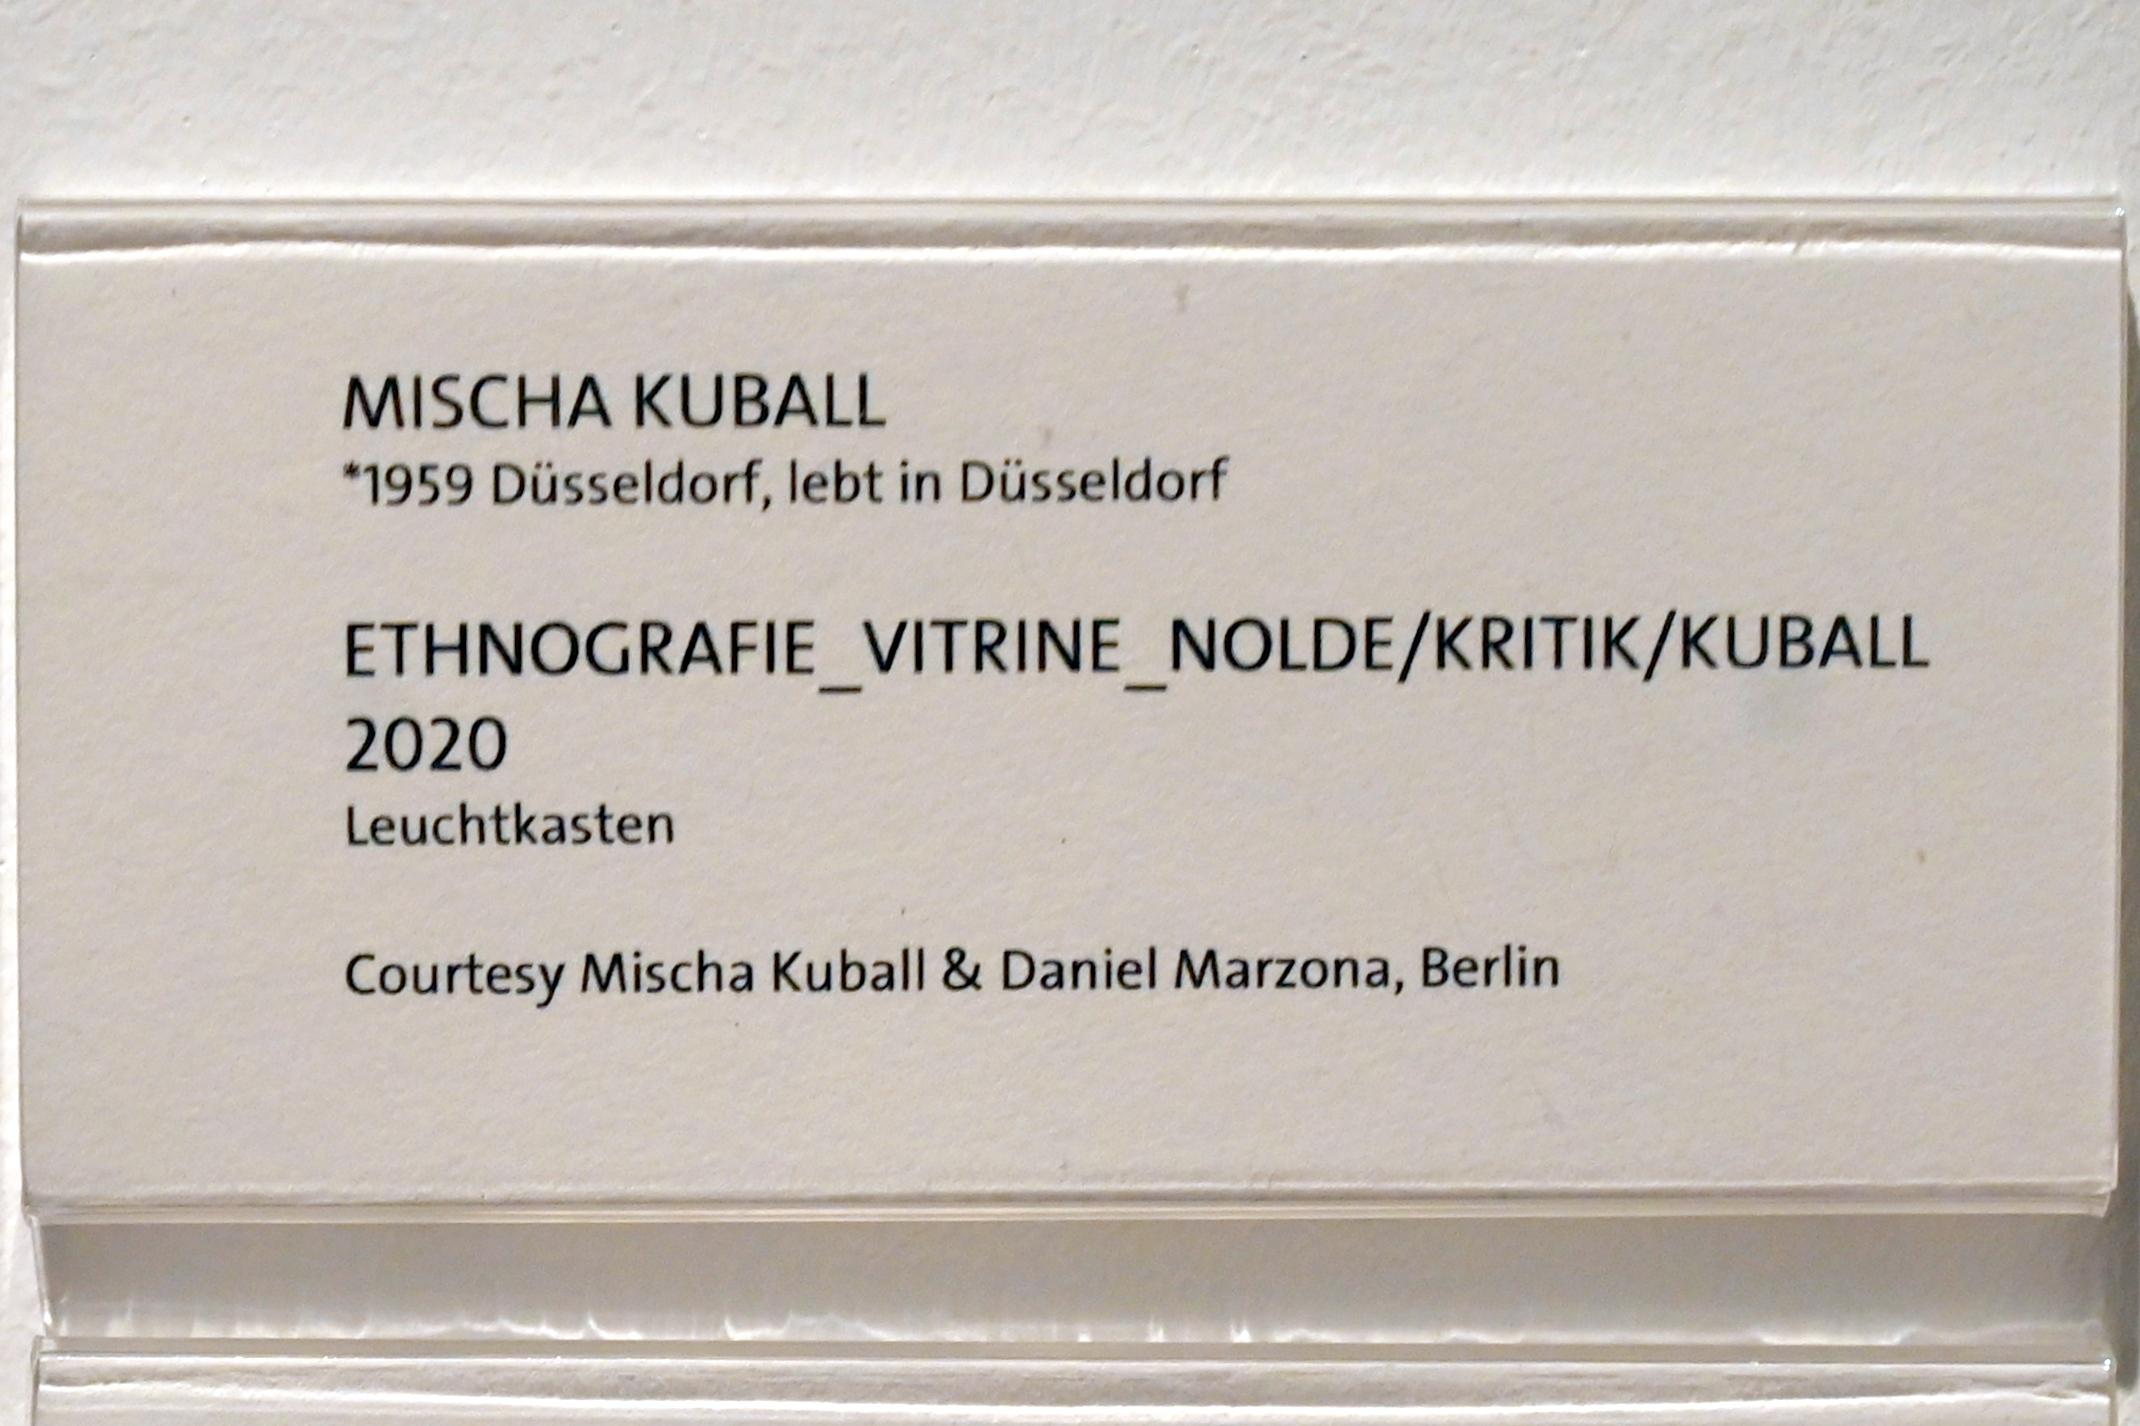 MISCHA KUBALL
*1959 Düsseldorf, lebt in Düsseldorf
ETHNOGRAFIE_VITRINE_NOLDE/KRITIK/KUBALL
2020
Leuchtkasten
Courtesy Mischa Kuball & Daniel Marzona, Berlin